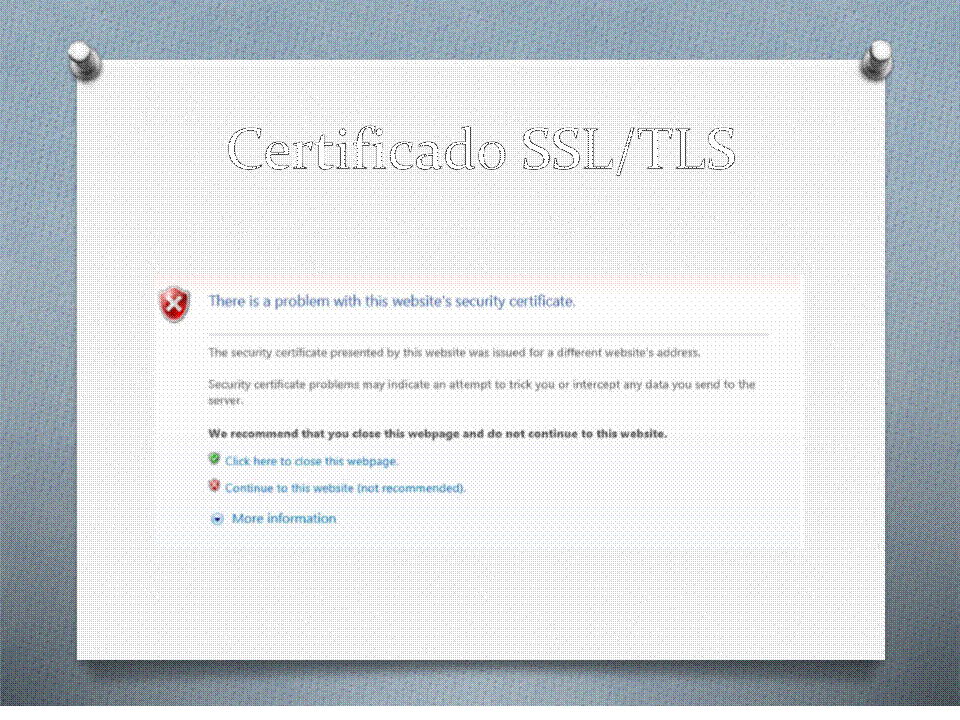 Certificado SSL/TLS
There is a problem with this website's security certificate.
The security certificate presented by this website was issued for a different website's address.
Security certificate problems may indicate an attempt to trick you or intercept any data you send to the
server.
We recommend that you close this webpage and do not continue to this website.
Click here to close this webpage.
Continue to this website (not recommended).
More information